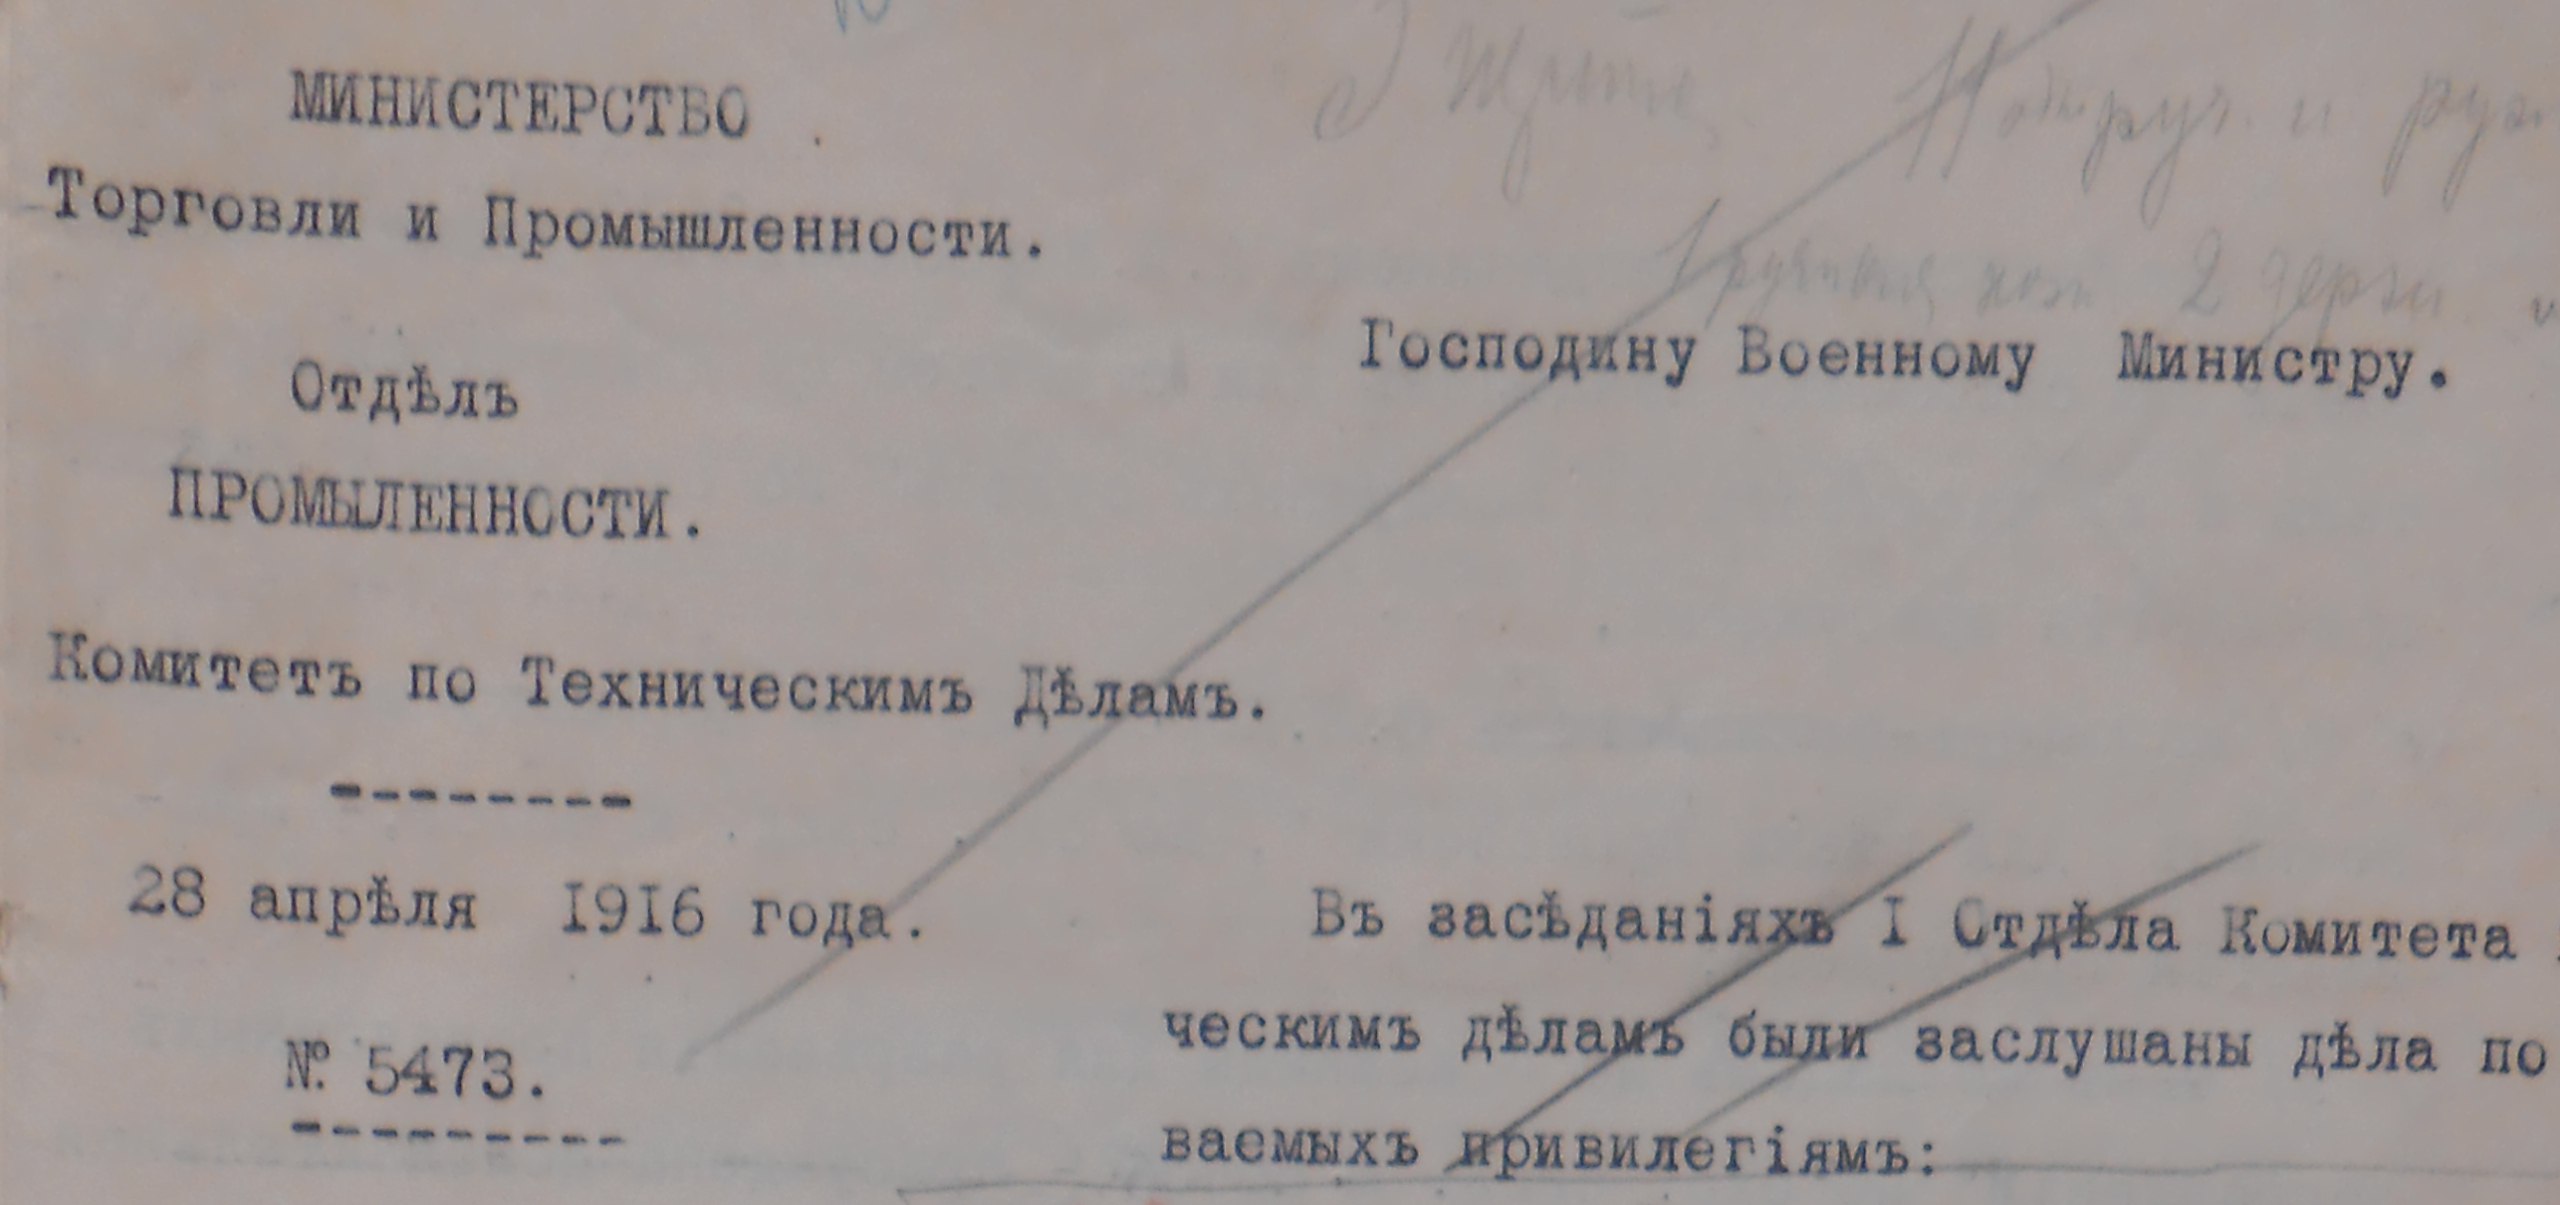 МИНИСТЕРСТВО
Торговли и Промышленности.
Господину Военному Министру.
Отдѣлъ
ПРОМЫЛЕННОСТИ.
Комитетъ по Техническимъ Дѣламъ.
---------
28 апрѣля 1916 года.
№ 5473.
----------
Въ засѣданіяхъ I Отдѣла Комитета
ческимъ дѣламъ были заслушаны дѣла по
ваемыхъ привилегіямъ: